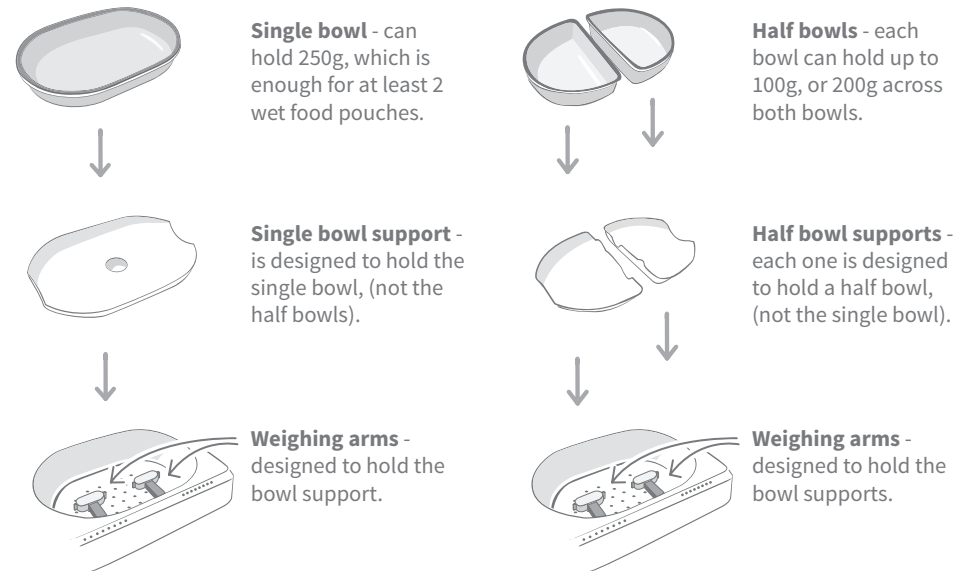 Single bowl - can
hold 250g, which is
enough for at least 2
wet food pouches.
Half bowls - each
bowl can hold up to
100g, or 200g across
both bowls.
Single bowl support -
is designed to hold the
single bowl, (not the
half bowls).
Half bowl supports -
each one is designed
to hold a half bowl,
(not the single bowl).
Weighing arms -
designed to hold the
bowl support.
Weighing arms -
designed to hold the
bowl supports.